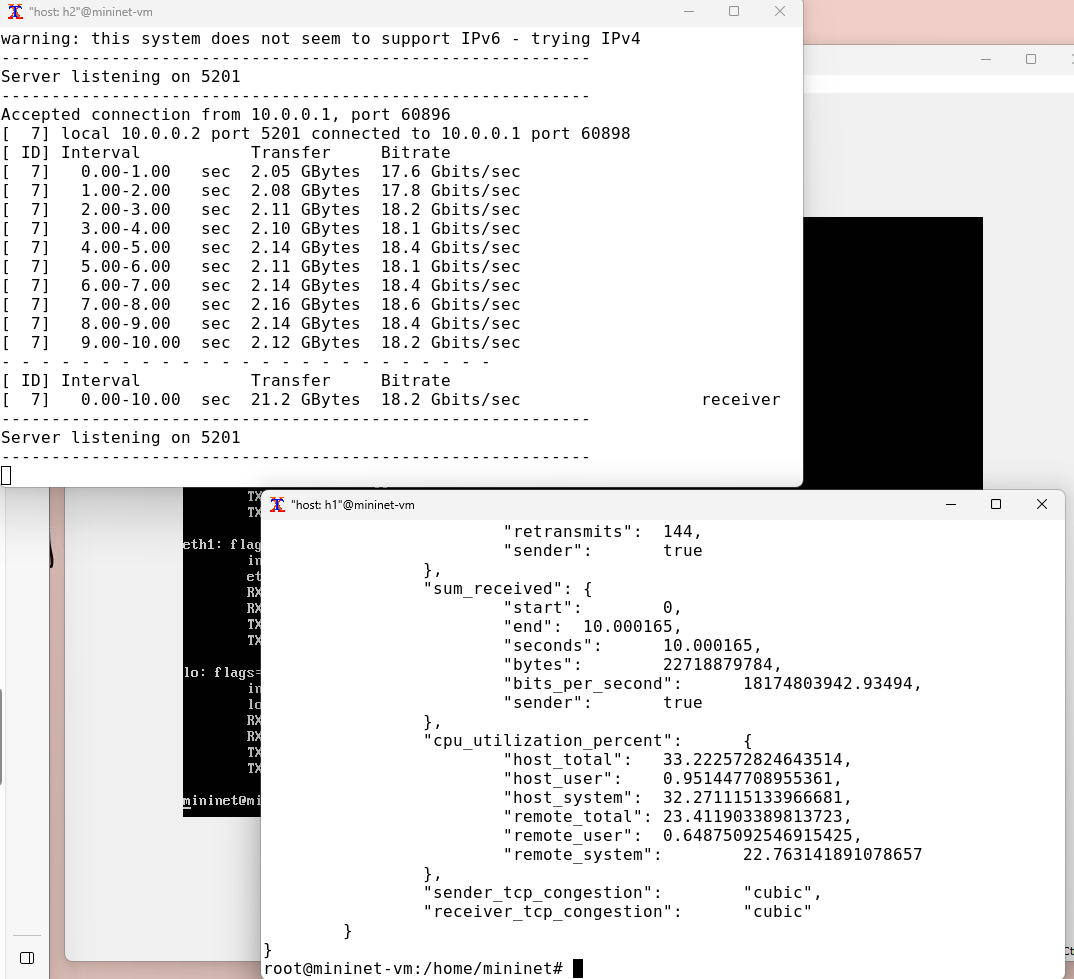 "host: h2"@mininet-vm
warning: this system does not seem to support IPv6 - trying IPv4
-----------------------------------------------------------
Server listening on 5201
-----------------------------------------------------------
Accepted connection from 10.0.0.1, port 60896
[  7] local 10.0.0.2 port 5201 connected to 10.0.0.1 port 60898
[ ID] Interval           Transfer     Bitrate
[  7]   0.00-1.00   sec  2.05 GBytes  17.6 Gbits/sec
[  7]   1.00-2.00   sec  2.08 GBytes  17.8 Gbits/sec
[  7]   2.00-3.00   sec  2.11 GBytes  18.2 Gbits/sec
[  7]   3.00-4.00   sec  2.10 GBytes  18.1 Gbits/sec
[  7]   4.00-5.00   sec  2.14 GBytes  18.4 Gbits/sec
[  7]   5.00-6.00   sec  2.11 GBytes  18.1 Gbits/sec
[  7]   6.00-7.00   sec  2.14 GBytes  18.4 Gbits/sec
[  7]   7.00-8.00   sec  2.16 GBytes  18.6 Gbits/sec
[  7]   8.00-9.00   sec  2.14 GBytes  18.4 Gbits/sec
[  7]   9.00-10.00  sec  2.12 GBytes  18.2 Gbits/sec
- - - - - - - - - - - - - - - - - - - - - - - - -
[ ID] Interval           Transfer     Bitrate
[  7]   0.00-10.00  sec  21.2 GBytes  18.2 Gbits/sec                  receiver
-----------------------------------------------------------
Server listening on 5201
-----------------------------------------------------------
TX
TX
eth1: flag
in
et
RX
RX
TX
TX
lo: flags=
in
lo
RX
RX
TX
TX
mininet@mi
"host: h1"@mininet-vm
"retransmits":  144,
"sender":       true
},
"sum_received": {
"start":        0,
"end":  10.000165,
"seconds":      10.000165,
"bytes":        22718879784,
"bits_per_second":      18174803942.93494,
"sender":       true
},
"cpu_utilization_percent":      {
"host_total":   33.222572824643514,
"host_user":    0.951447708955361,
"host_system":  32.271115133966681,
"remote_total": 23.411903389813723,
"remote_user":  0.64875092546915425,
"remote_system":        22.763141891078657
},
"sender_tcp_congestion":        "cubic",
"receiver_tcp_congestion":      "cubic"
}
}
root@mininet-vm:/home/mininet#